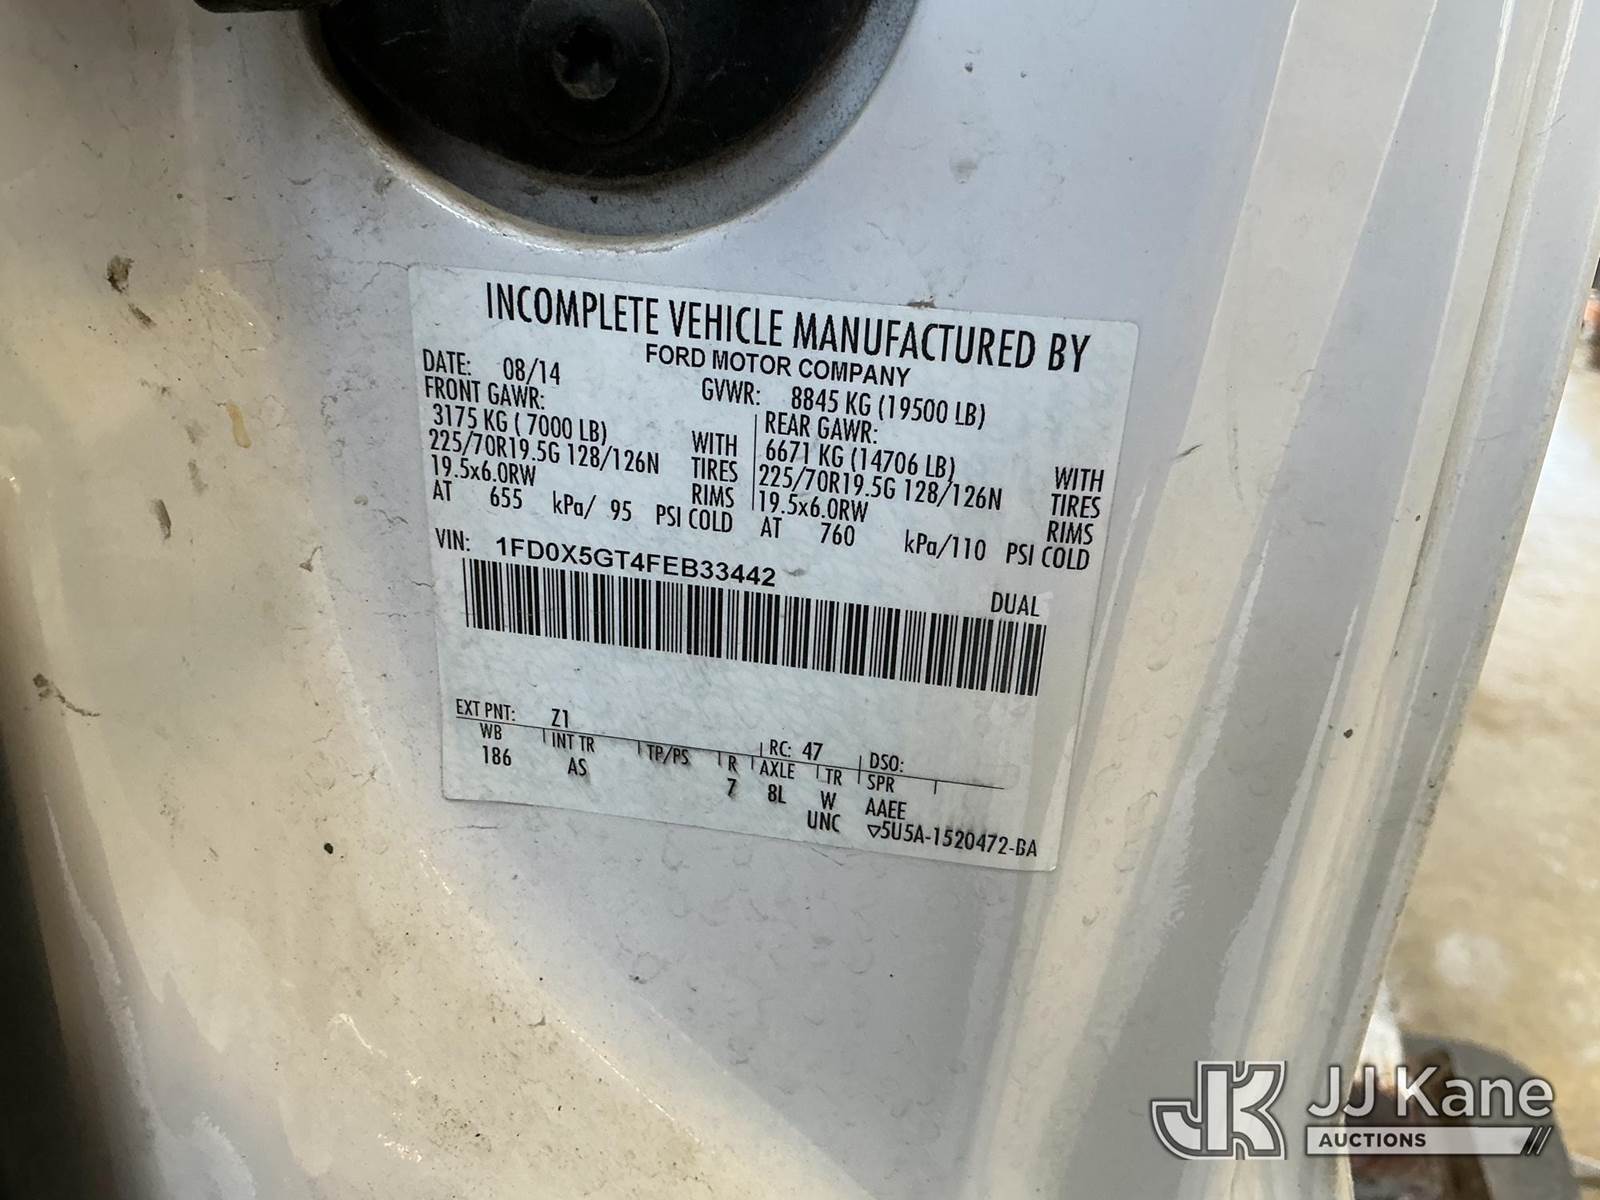 INCOMPLETE VEHICLE MANUFACTURED BY
FORD MOTOR COMPANY
DATE: 08/14 GVWR: 8845 KG (19500 LB)
FRONT GAWR: REAR GAWR:
3175 KG ( 7000 LB) WITH 6671 KG (14706 LB) WITH
225/70R19.5G 128/126N TIRES 225/70R19.5G 128/126N TIRES
19.5x6.0RW RIMS 19.5x6.0RW RIMS
AT 655 kPa/ 95 PSI COLD AT 760 kPa/110 PSI COLD
VIN: 1FD0X5GT4FEB33442
DUAL
EXT PNT: Z1 RC: 47 DSO:
WB INT TR TP/PS R AXLE TR SPR
186 AS 7 8L W AAEE
UNC ▽5U5A-1520472-BA
JK JJ Kane
AUCTIONS